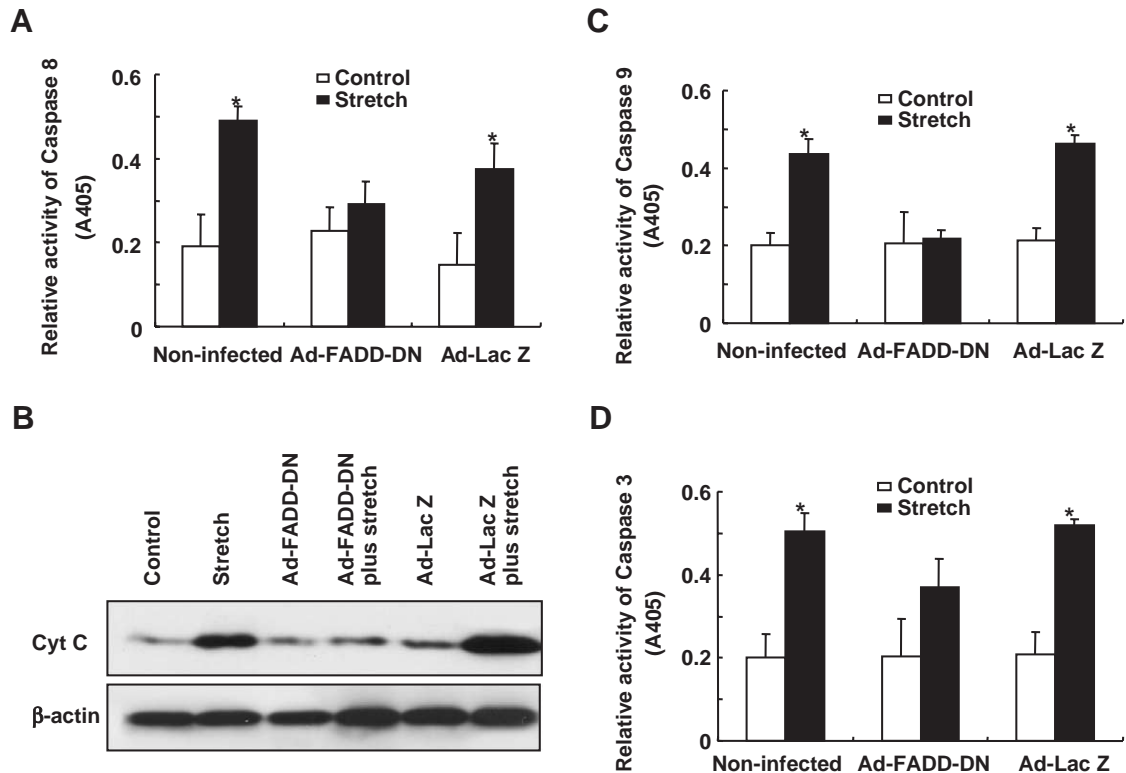 A
Relative activity of Caspase 8
(A405)
0.6
0.4
0.2
0
Control
Stretch
*
*
Non-infected Ad-FADD-DN Ad-Lac Z
B
Control
Stretch
Ad-FADD-DN
Ad-FADD-DN
plus stretch
Ad-Lac Z
Ad-Lac Z
plus stretch
Cyt C
β-actin
C
Relative activity of Caspase 9
(A405)
0.6
0.4
0.2
0
Control
Stretch
*
*
Non-infected Ad-FADD-DN Ad-Lac Z
D
Relative activity of Caspase 3
(A405)
0.6
0.4
0.2
0
Control
Stretch
*
*
Non-infected Ad-FADD-DN Ad-Lac Z